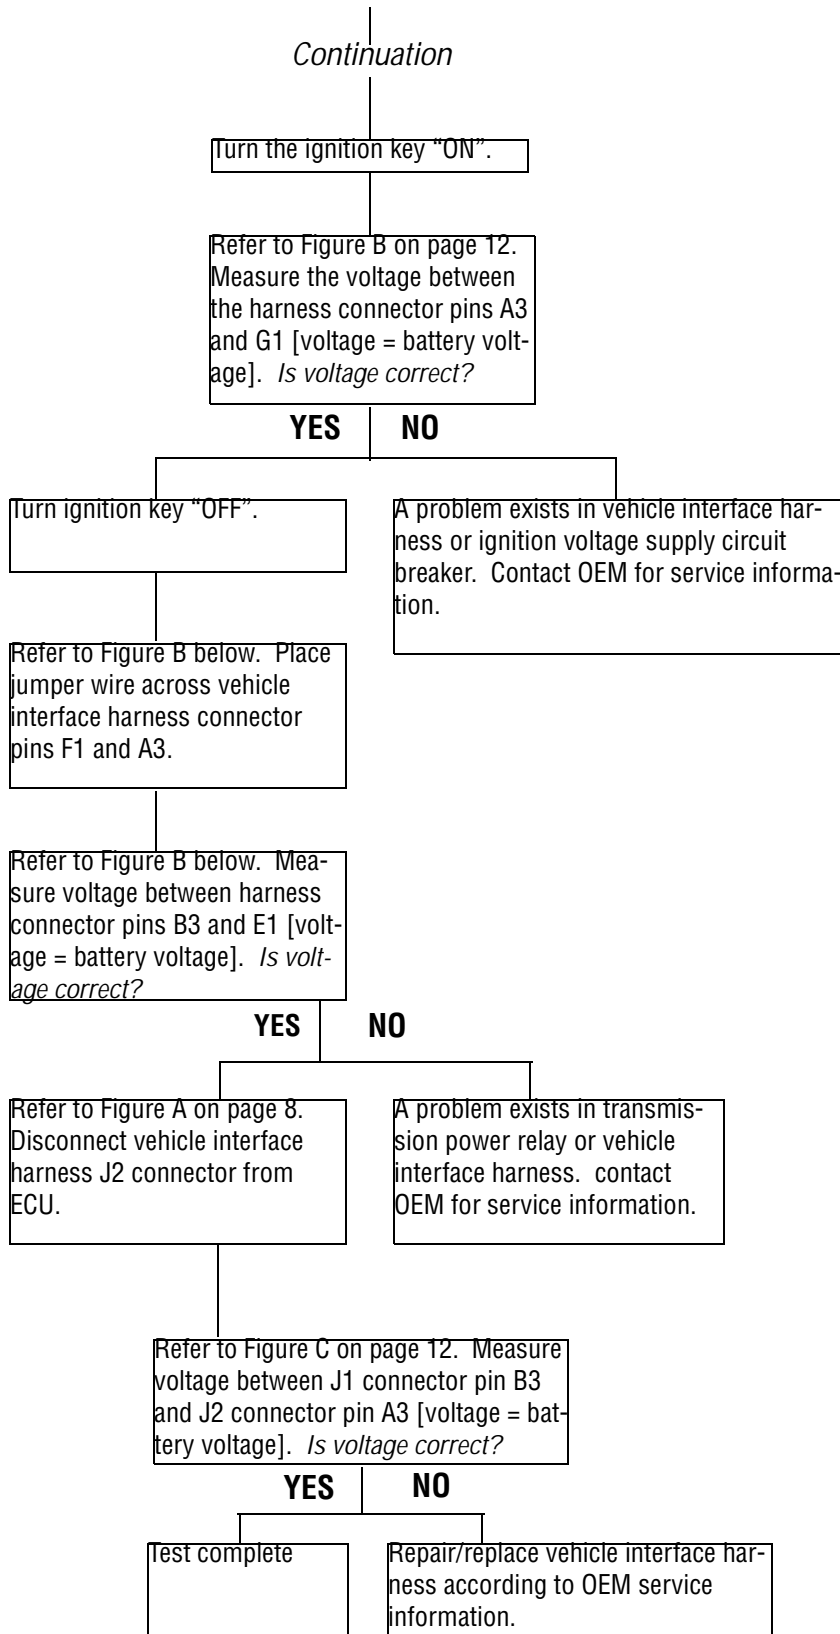 Continuation
Turn the ignition key “ON”.
Refer to Figure B on page 12.
Measure the voltage between
the harness connector pins A3
and G1 [voltage = battery volt-
age].  Is voltage correct?
YES
NO
Turn ignition key “OFF”.
A problem exists in vehicle interface har-
ness or ignition voltage supply circuit
breaker.  Contact OEM for service informa-
tion.
Refer to Figure B below.  Place
jumper wire across vehicle
interface harness connector
pins F1 and A3.
Refer to Figure B below.  Mea-
sure voltage between harness
connector pins B3 and E1 [volt-
age = battery voltage].  Is volt-
age correct?
YES
NO
Refer to Figure A on page 8.
Disconnect vehicle interface
harness J2 connector from
ECU.
A problem exists in transmis-
sion power relay or vehicle
interface harness.  contact
OEM for service information.
Refer to Figure C on page 12.  Measure
voltage between J1 connector pin B3
and J2 connector pin A3 [voltage = bat-
tery voltage].  Is voltage correct?
YES
NO
Test complete
Repair/replace vehicle interface har-
ness according to OEM service
information.